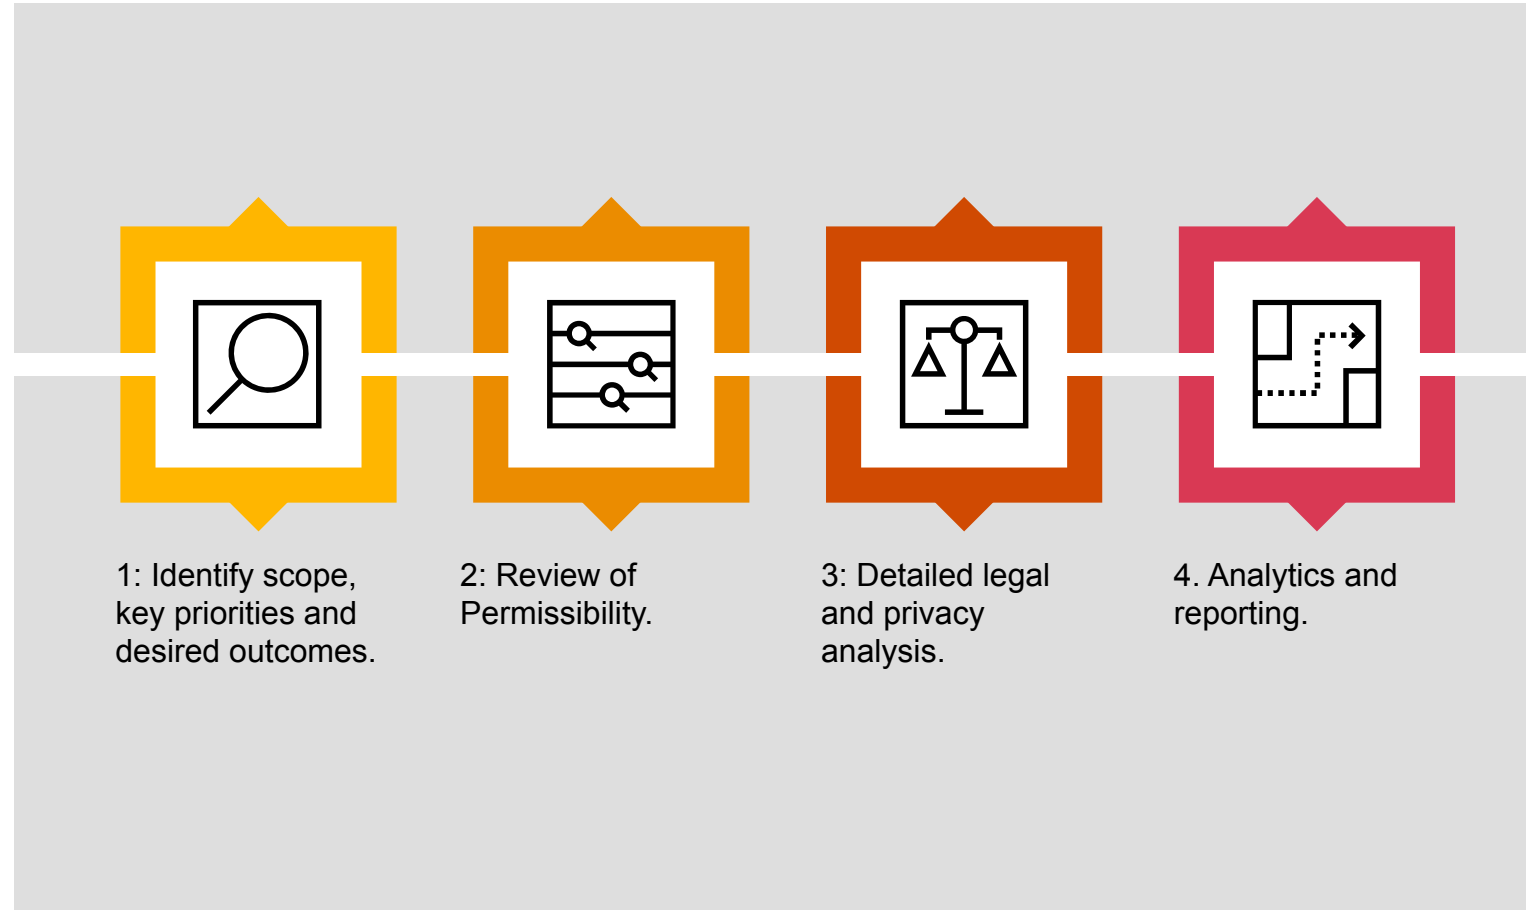 1: Identify scope,
key priorities and
desired outcomes.
2: Review of
Permissibility.
3: Detailed legal
and privacy
analysis.
4. Analytics and
reporting.